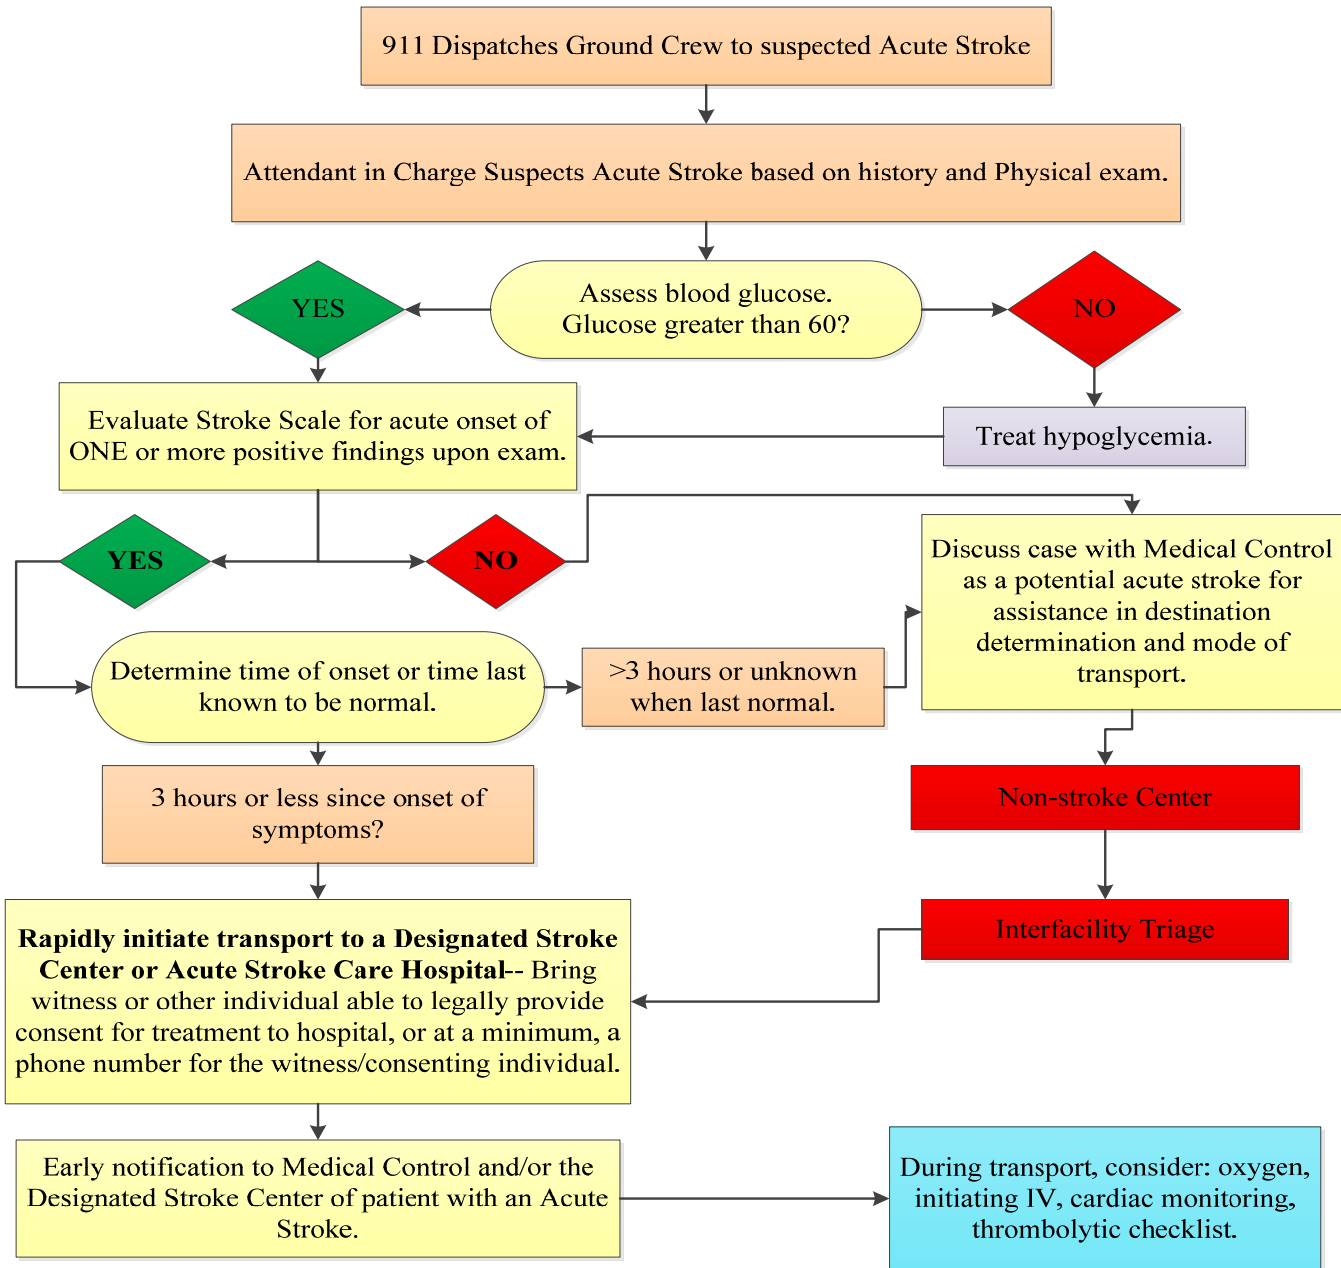 911 Dispatches Ground Crew to suspected Acute Stroke
Attendant in Charge Suspects Acute Stroke based on history and Physical exam.
YES
Assess blood glucose.
Glucose greater than 60?
NO
Evaluate Stroke Scale for acute onset of
ONE or more positive findings upon exam.
Treat hypoglycemia.
YES
NO
Discuss case with Medical Control
as a potential acute stroke for
assistance in destination
determination and mode of
transport.
Determine time of onset or time last
known to be normal.
>3 hours or unknown
when last normal.
3 hours or less since onset of
symptoms?
Non-stroke Center
Rapidly initiate transport to a Designated Stroke
Center or Acute Stroke Care Hospital-- Bring
witness or other individual able to legally provide
consent for treatment to hospital, or at a minimum, a
phone number for the witness/consenting individual.
Interfacility Triage
Early notification to Medical Control and/or the
Designated Stroke Center of patient with an Acute
Stroke.
During transport, consider: oxygen,
initiating IV, cardiac monitoring,
thrombolytic checklist.